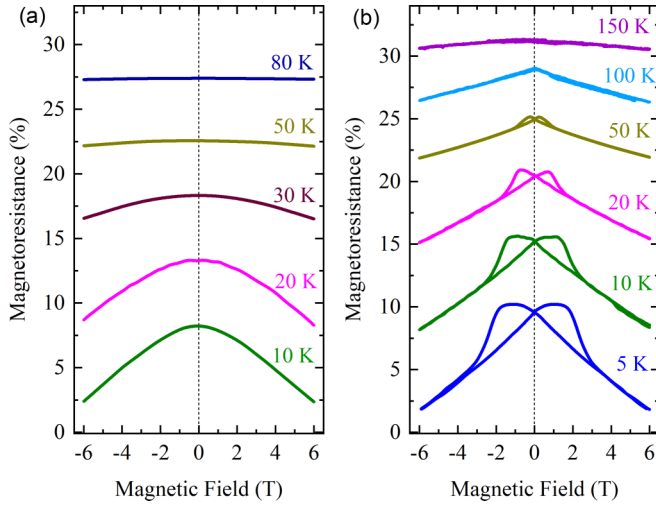 (a)
Magnetoresistance (%)
30
25
20
15
10
5
0
80 K
50 K
30 K
20 K
10 K
-6 -4 -2 0 2 4 6
Magnetic Field (T)
(b)
Magnetoresistance (%)
30
25
20
15
10
5
0
150 K
100 K
50 K
20 K
10 K
5 K
-6 -4 -2 0 2 4 6
Magnetic Field (T)